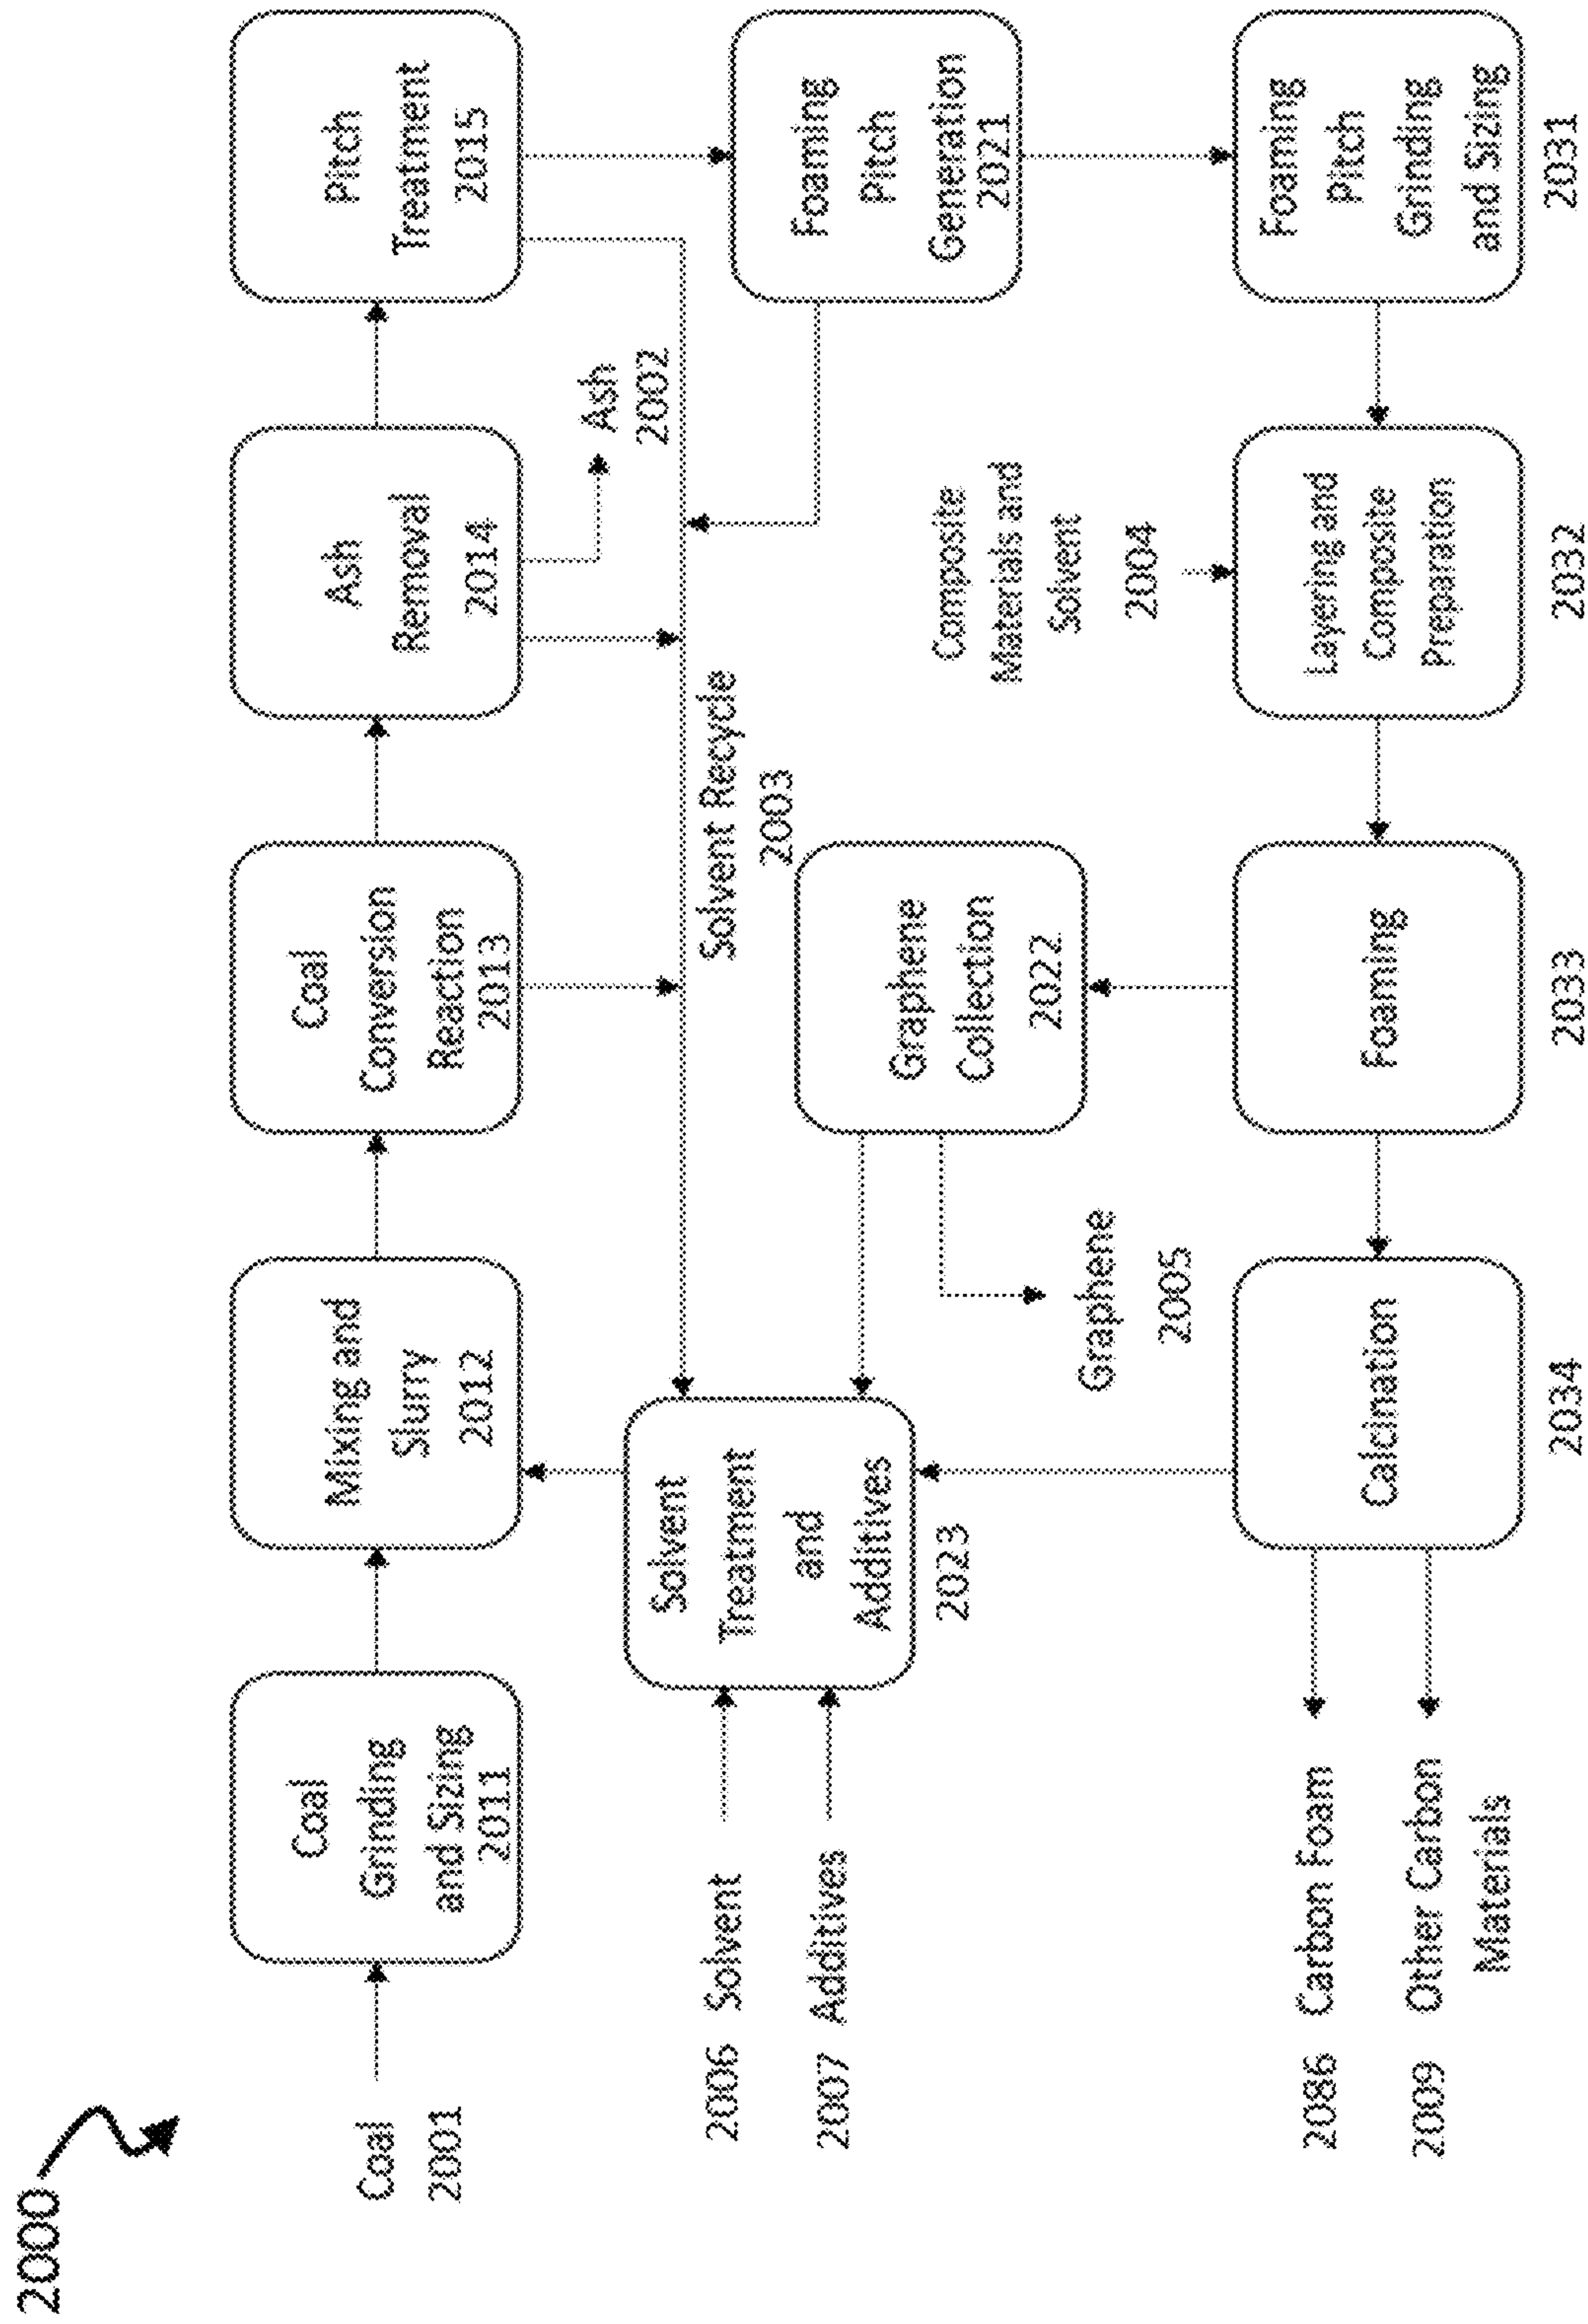 2000
Coal
2001
Coal
Grinding
and Sizing
2011
Mixing and
Slurry
2012
Coal
Conversion
Reaction
2013
Ash
Removal
2014
Pitch
Treatment
2015
Ash
2002
Solvent Recycle
2003
2006 Solvent
2007 Additives
Solvent
Treatment
and
Additives
2023
Graphene
Collection
2022
Graphene
2005
Foaming
Pitch
Generation
2021
Composite
Materials and
Solvent
2004
2086 Carbon Foam
2009 Other Carbon
Materials
Calcination
2034
Foaming
2033
Layering and
Composite
Preparation
2032
Foaming
Pitch
Grinding
and Sizing
2031